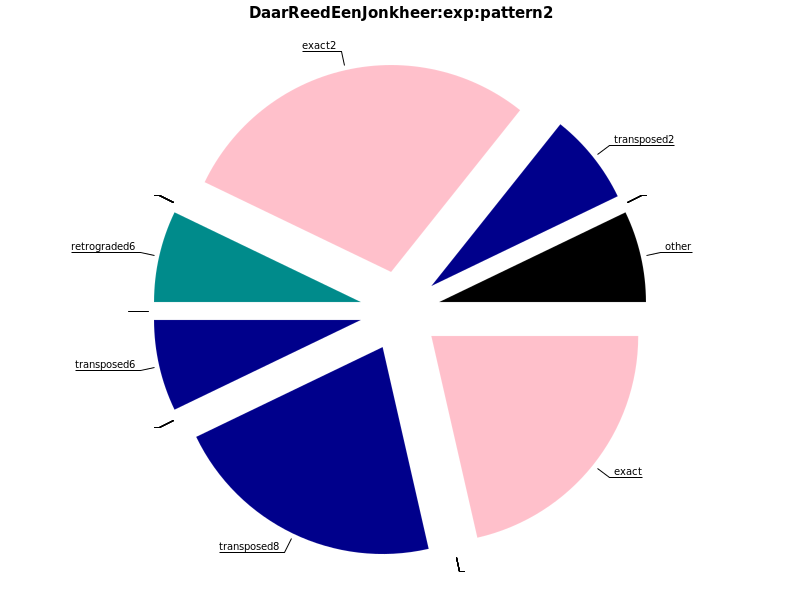 DaarReedEenJonkheer:exp:pattern2
exact2
transposed2
retrograded6
other
transposed6
exact
transposed8